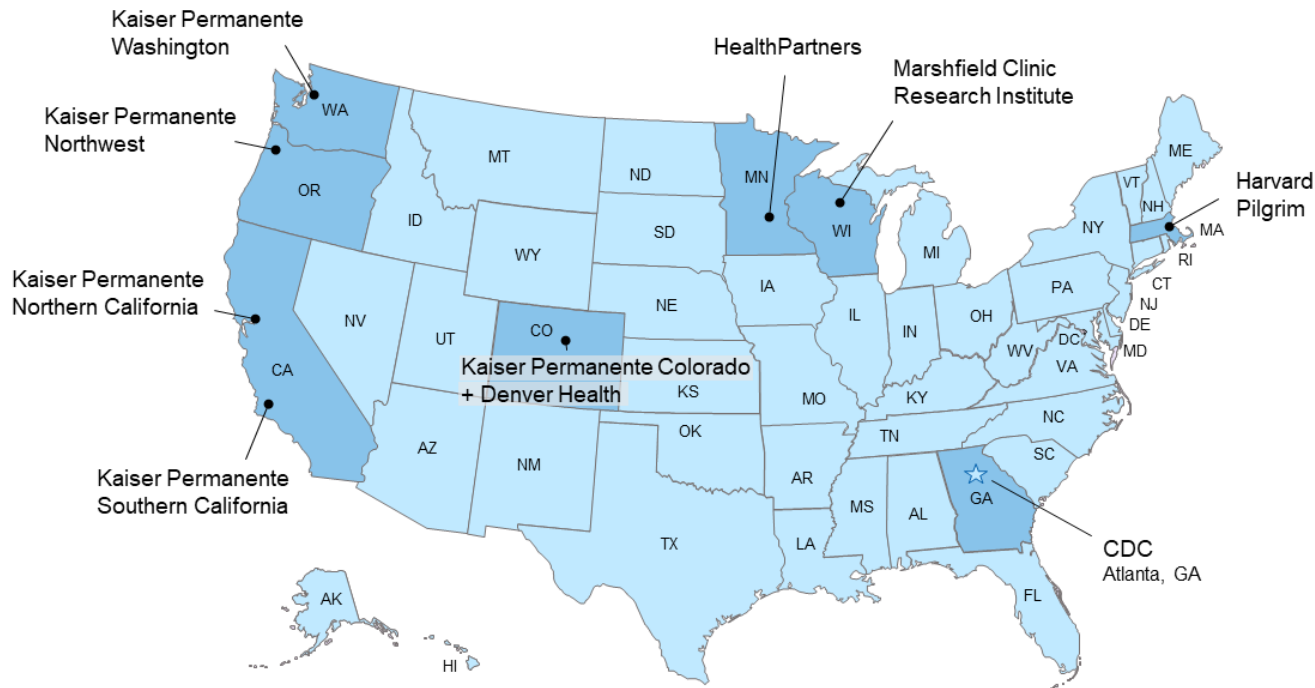 Kaiser Permanente
Washington
HealthPartners
Marshfield Clinic
Research Institute
Kaiser Permanente
Northwest
WA
MT
ND
MN
ME
VT
NH
Harvard
Pilgrim
OR
ID
SD
WI
NY
MA
MI
WY
RI
Kaiser Permanente
Northern California
IA
PA
CT
NE
NJ
NV
UT
CO
IL
IN
OH
DE
DC
MD
WV
VA
Kaiser Permanente Colorado
+ Denver Health
CA
KS
MO
KY
NC
OK
TN
AZ
NM
AR
SC
Kaiser Permanente
Southern California
MS
AL
GA
TX
LA
CDC
Atlanta, GA
FL
AK
HI